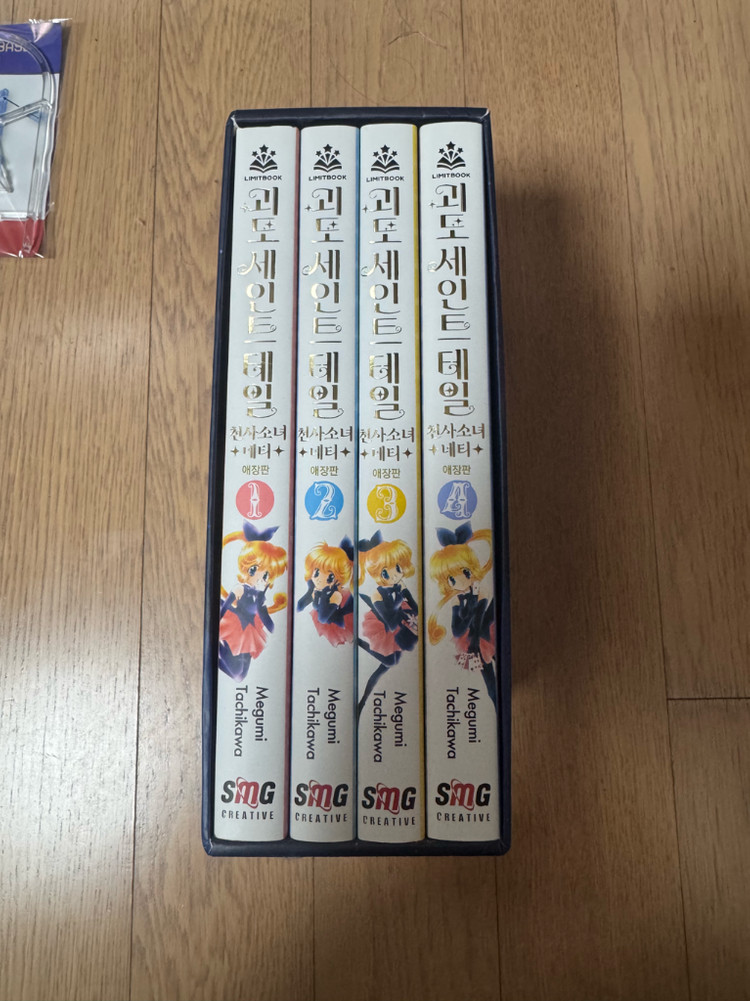 LIMITBOOK
괴도 세인트 테일
천사소녀
네티
애장판
1
Megumi
Tachikawa
SMG
CREATIVE
LIMITBOOK
괴도 세인트 테일
천사소녀
네티
애장판
2
Megumi
Tachikawa
SMG
CREATIVE
LIMITBOOK
괴도 세인트 테일
천사소녀
네티
애장판
3
Megumi
Tachikawa
SMG
CREATIVE
LIMITBOOK
괴도 세인트 테일
천사소녀
네티
애장판
4
Megumi
Tachikawa
SMG
CREATIVE